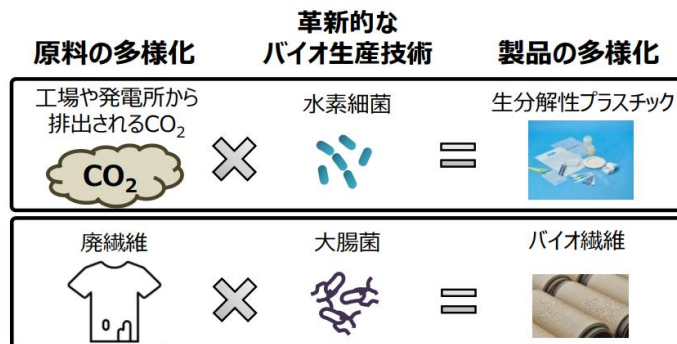 原料の多様化
革新的な
バイオ生産技術
製品の多様化
工場や発電所から
排出されるCO₂
CO₂
水素細菌
生分解性プラスチック
廃繊維
大腸菌
バイオ繊維